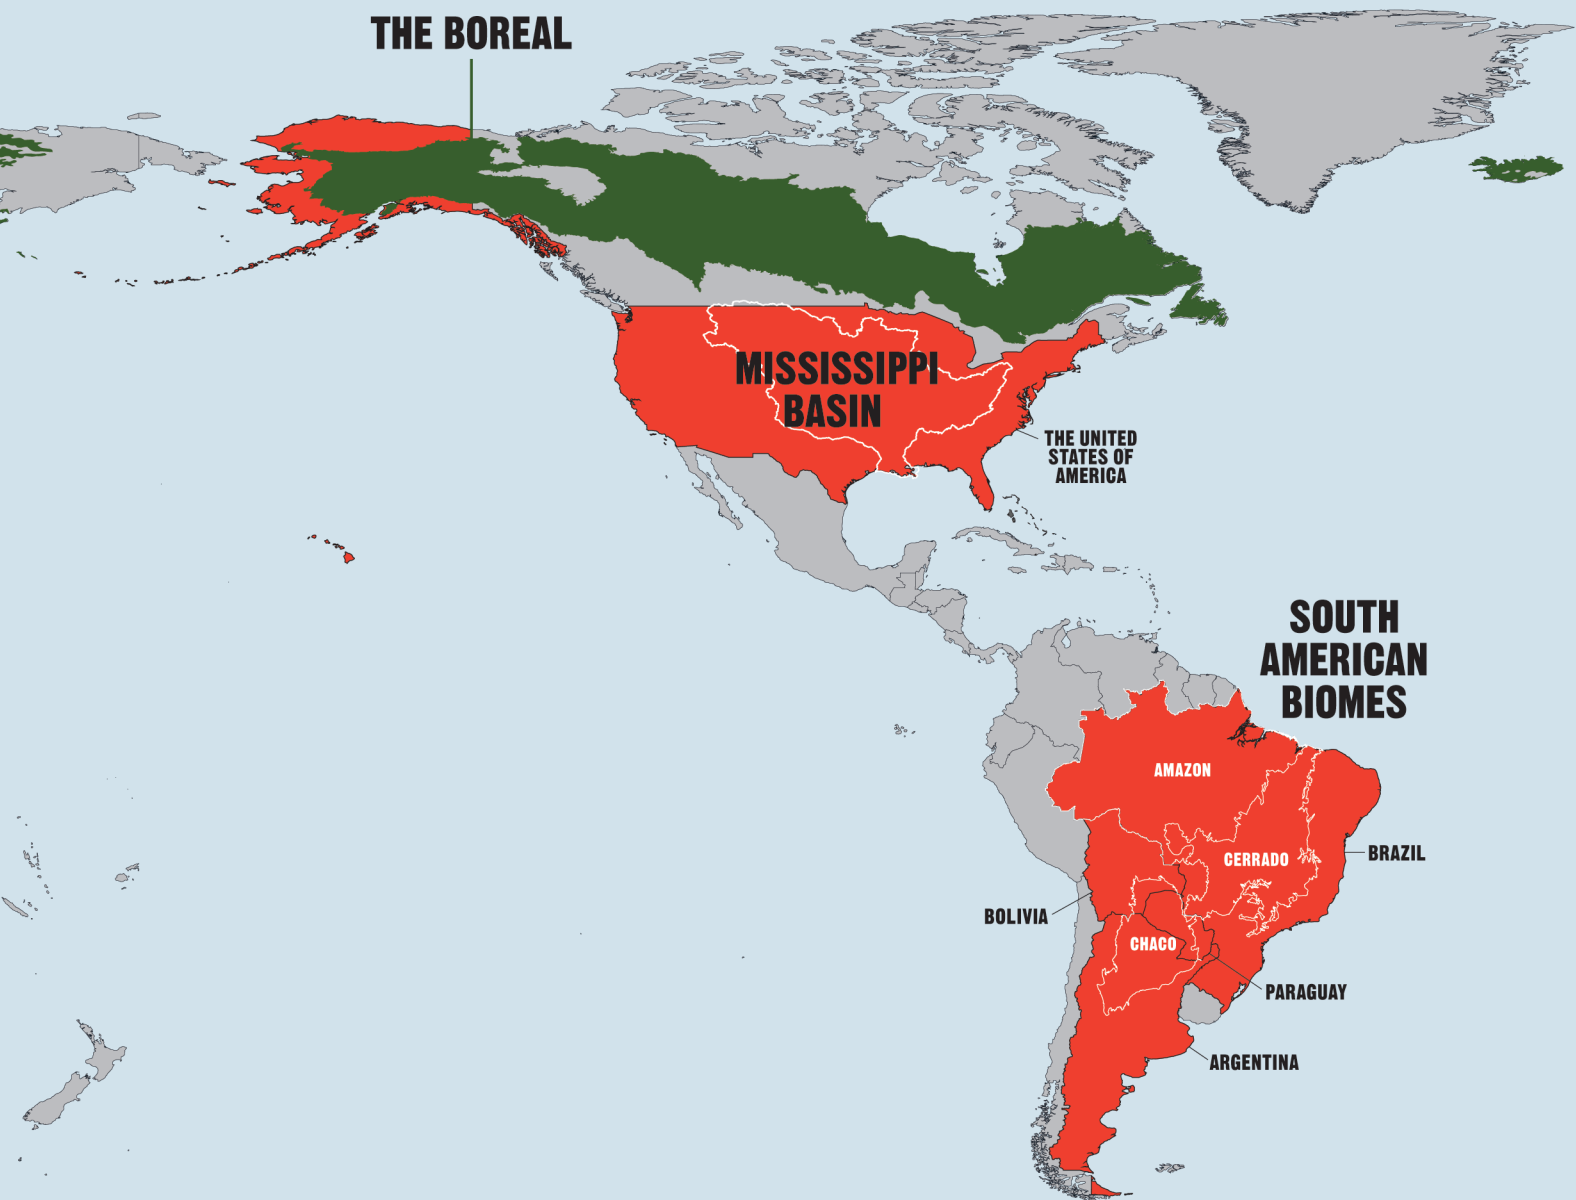 THE BOREAL
MISSISSIPPI
BASIN
THE UNITED
STATES OF
AMERICA
SOUTH
AMERICAN
BIOMES
AMAZON
CERRADO
BRAZIL
BOLIVIA
CHACO
PARAGUAY
ARGENTINA